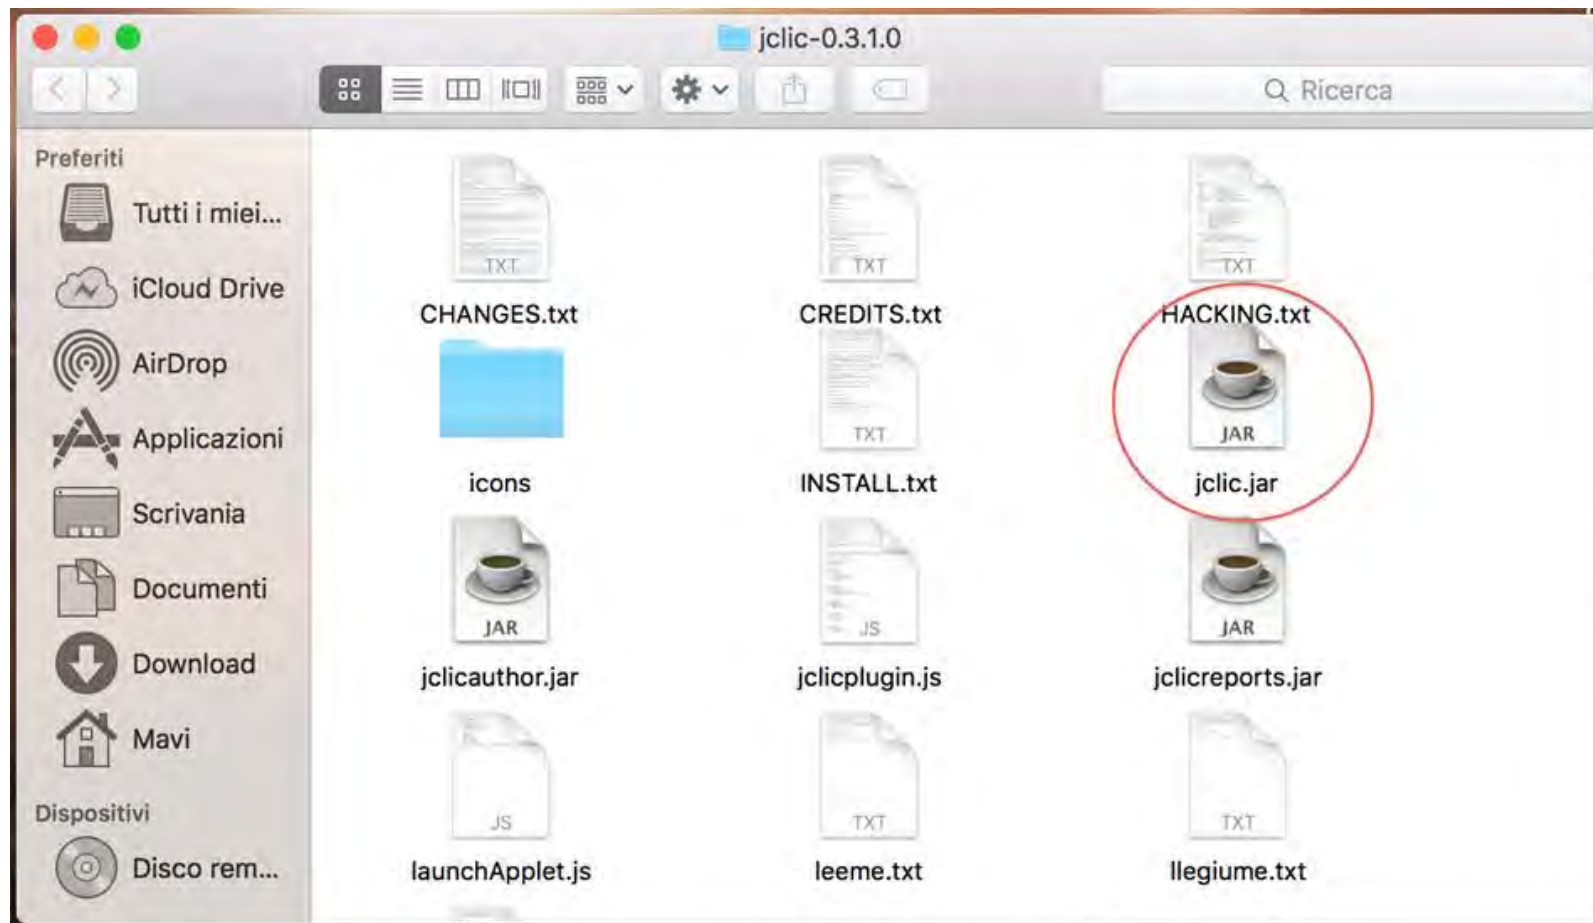 jclic-0.3.1.0
Ricerca
Preferiti
Tutti i miei...
iCloud Drive
AirDrop
Applicazioni
Scrivania
Documenti
Download
Mavi
Dispositivi
Disco rem...
TXT TXT TXT
CHANGES.txt CREDITS.txt HACKING.txt
TXT JAR
icons INSTALL.txt jclic.jar
JAR JS JAR
jclicauthor.jar jclicplugin.js jclicreports.jar
JS TXT TXT
launchApplet.js leeme.txt llegiume.txt